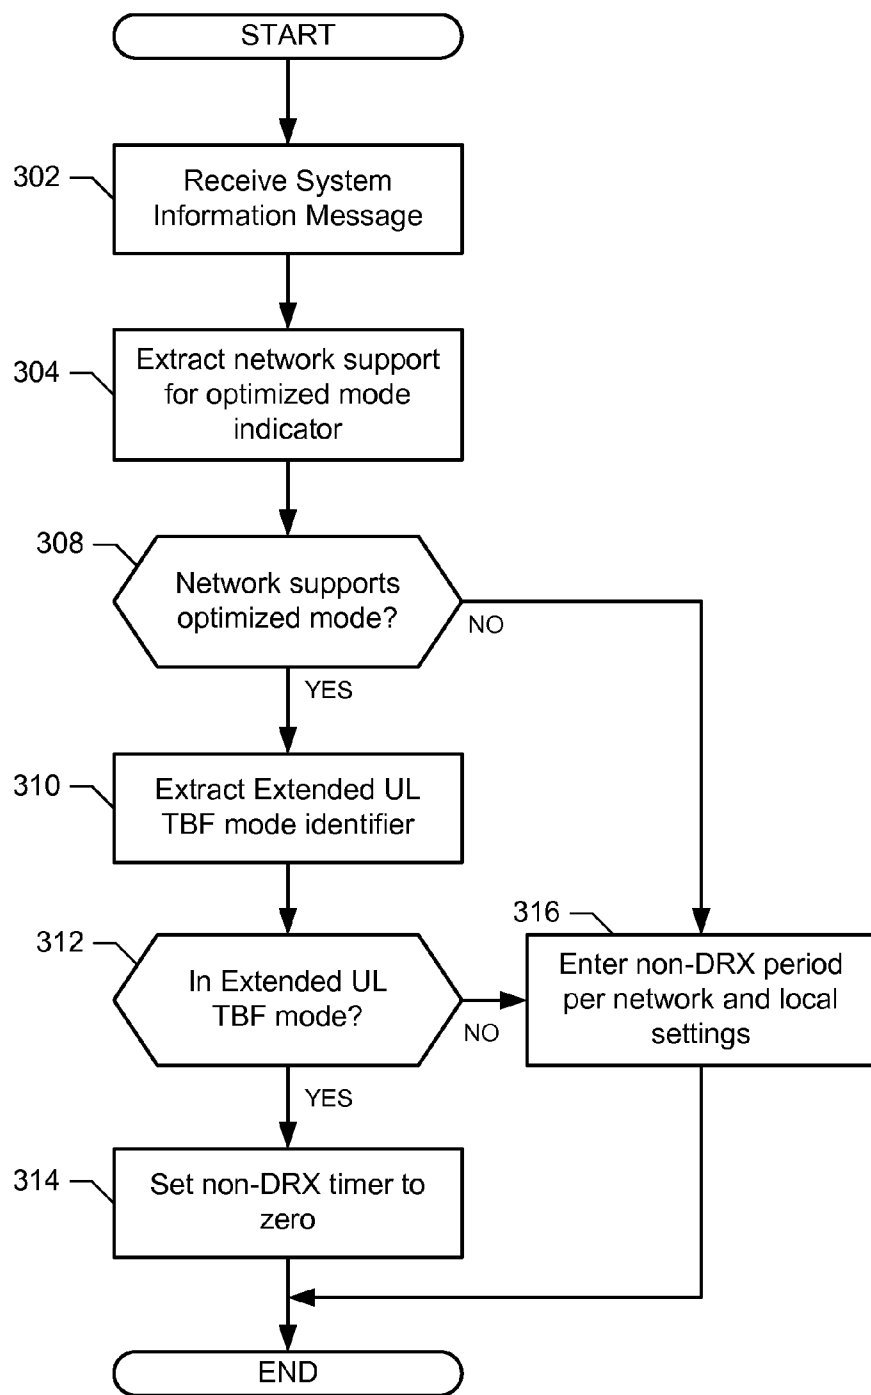 START
302
Receive System
Information Message
304
Extract network support
for optimized mode
indicator
308
Network supports
optimized mode?
NO
YES
310
Extract Extended UL
TBF mode identifier
312
In Extended UL
TBF mode?
NO
316
Enter non-DRX period
per network and local
settings
YES
314
Set non-DRX timer to
zero
END